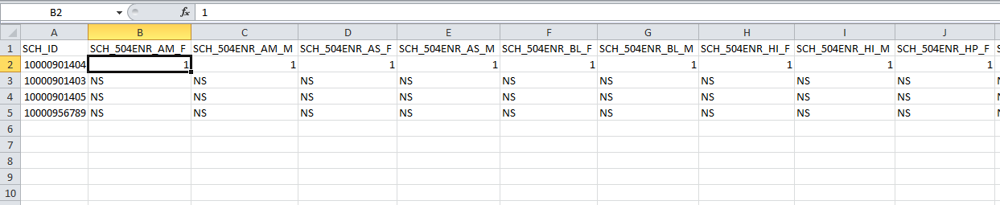 B2 fx 1
A B C D E F G H I J
1 SCH_ID SCH_504ENR_AM_F SCH_504ENR_AM_M SCH_504ENR_AS_F SCH_504ENR_AS_M SCH_504ENR_BL_F SCH_504ENR_BL_M SCH_504ENR_HI_F SCH_504ENR_HI_M SCH_504ENR_HP_F
2 10000901404 1 1 1 1 1 1 1 1 1
3 10000901403 NS NS NS NS NS NS NS NS NS
4 10000901405 NS NS NS NS NS NS NS NS NS
5 10000956789 NS NS NS NS NS NS NS NS NS
6
7
8
9
10